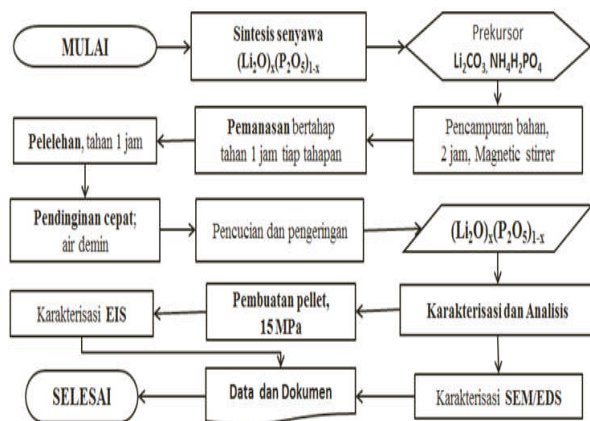 MULAI
Sintesis senyawa
(Li₂O)ₓ(P₂O₅)₁₋ₓ
Prekursor
Li₂CO₃, NH₄H₂PO₄
Pencampuran bahan,
2 jam, Magnetic stirrer
Pemanasan bertahap
tahan 1 jam tiap tahapan
Pelelehan, tahan 1 jam
Pendinginan cepat;
air demin
Pencucian dan pengeringan
(Li₂O)ₓ(P₂O₅)₁₋ₓ
Karakterisasi dan Analisis
Pembuatan pellet,
15 MPa
Karakterisasi EIS
Karakterisasi SEM/EDS
Data dan Dokumen
SELESAI